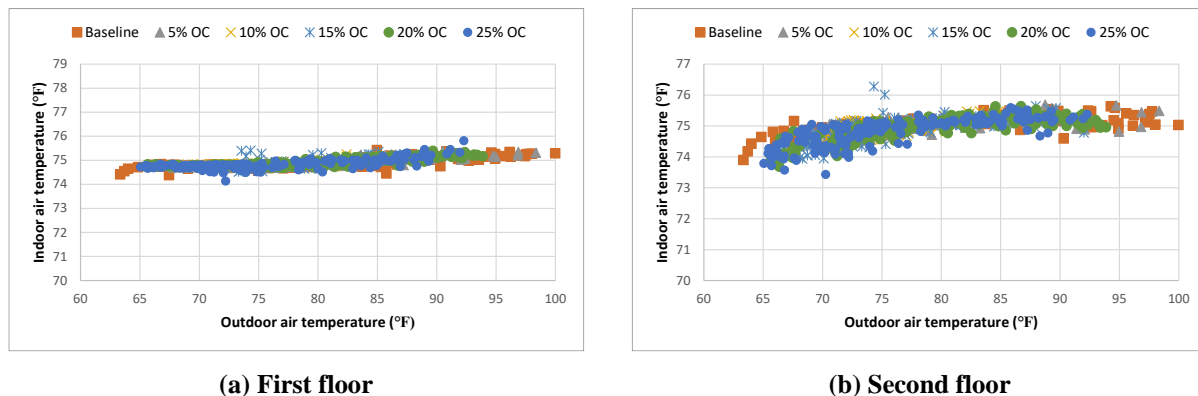 Baseline 5% OC 10% OC 15% OC 20% OC 25% OC
79
78
77
76
75
74
73
72
71
70
Indoor air temperature (°F)
60 65 70 75 80 85 90 95 100
Outdoor air temperature (°F)
(a) First floor
Baseline 5% OC 10% OC 15% OC 20% OC 25% OC
77
76
75
74
73
72
71
70
Indoor air temperature (°F)
60 65 70 75 80 85 90 95 100
Outdoor air temperature (°F)
(b) Second floor